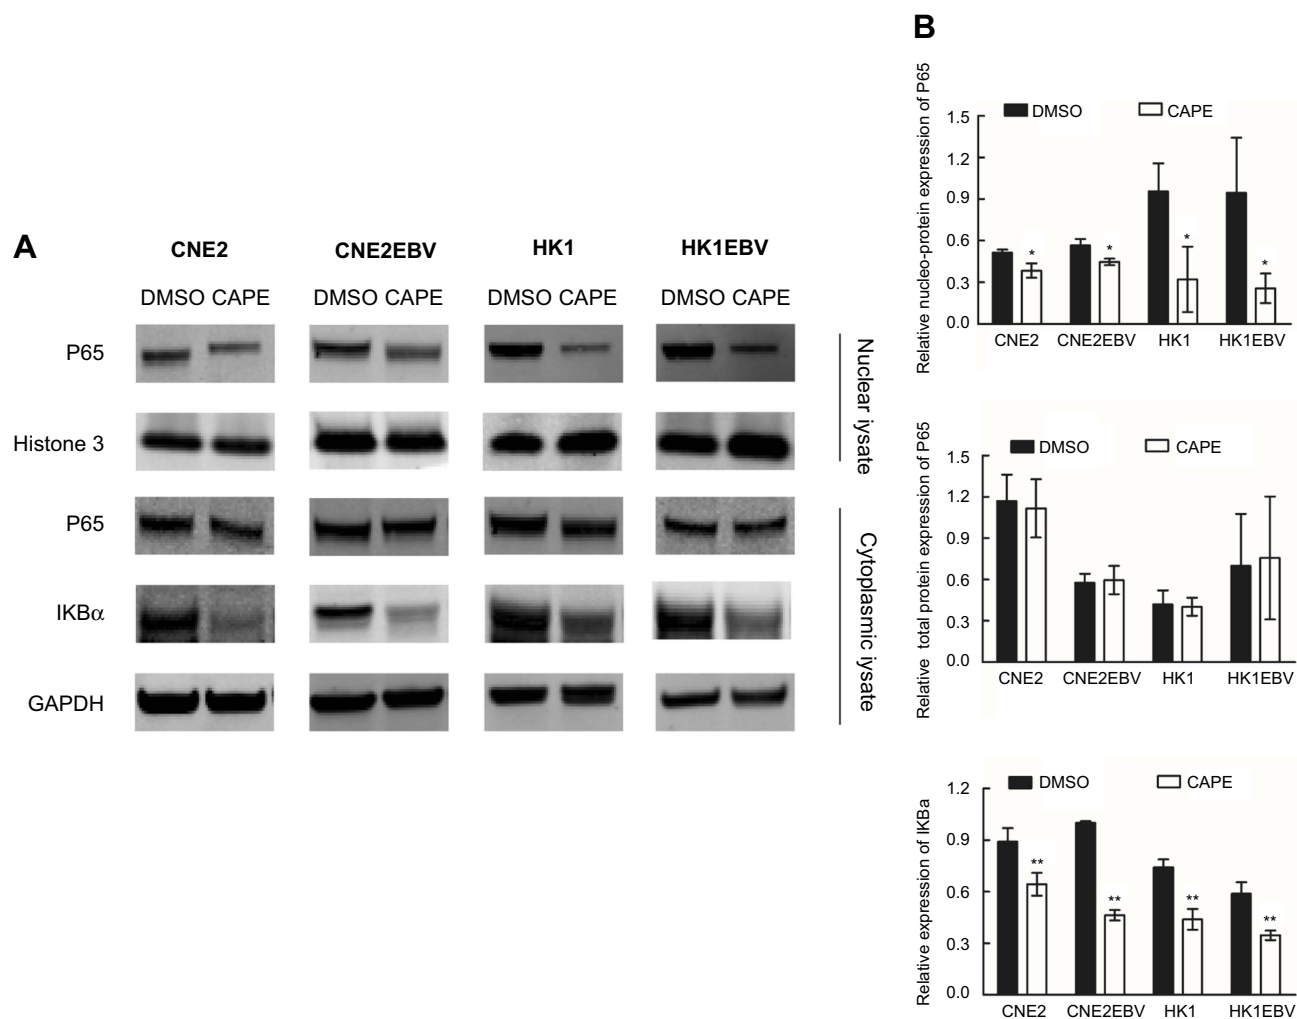 A
CNE2 CNE2EBV HK1 HK1EBV
DMSO CAPE DMSO CAPE DMSO CAPE DMSO CAPE
P65
Histone 3
P65
IKBα
GAPDH
Nuclear lysate
Cytoplasmic lysate
B
Relative nucleo-protein expression of P65
DMSO CAPE
1.5
1.2
0.9
0.6
0.3
0.0
* * * *
CNE2 CNE2EBV HK1 HK1EBV
Relative total protein expression of P65
DMSO CAPE
1.5
1.2
0.9
0.6
0.3
0.0
CNE2 CNE2EBV HK1 HK1EBV
Relative expression of IKBa
DMSO CAPE
1.2
0.9
0.6
0.3
0.0
** ** ** **
CNE2 CNE2EBV HK1 HK1EBV